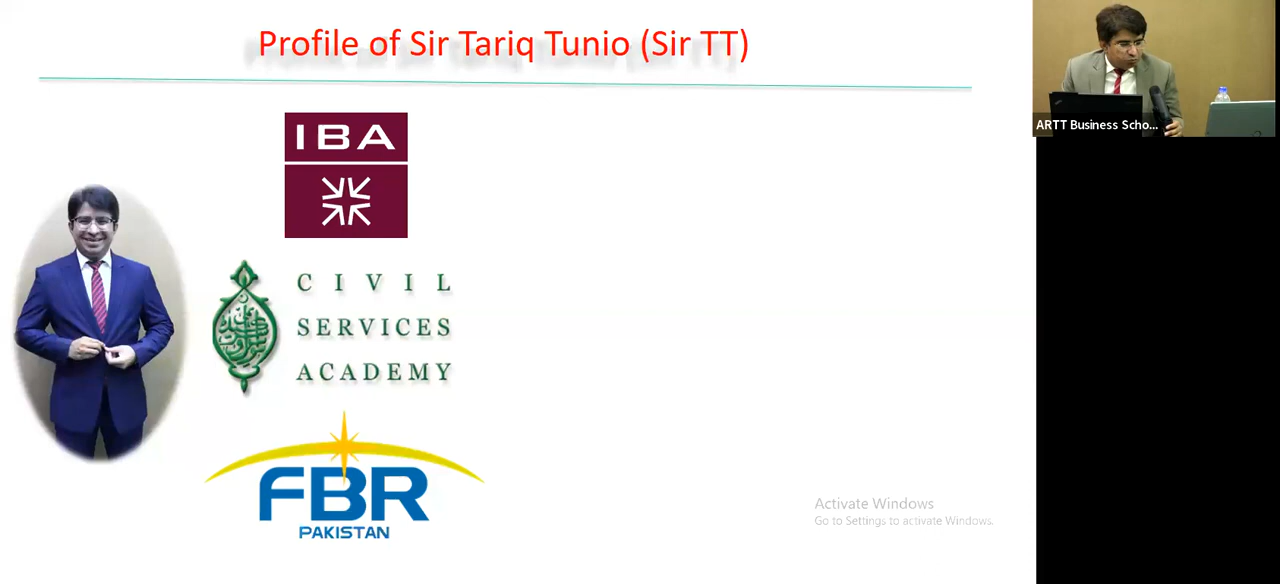 Profile of Sir Tariq Tunio (Sir TT)
ARTT Business Scho...
IBA
CIVIL
SERVICES
ACADEMY
FBR
PAKISTAN
Activate Windows
Go to Settings to activate Windows.